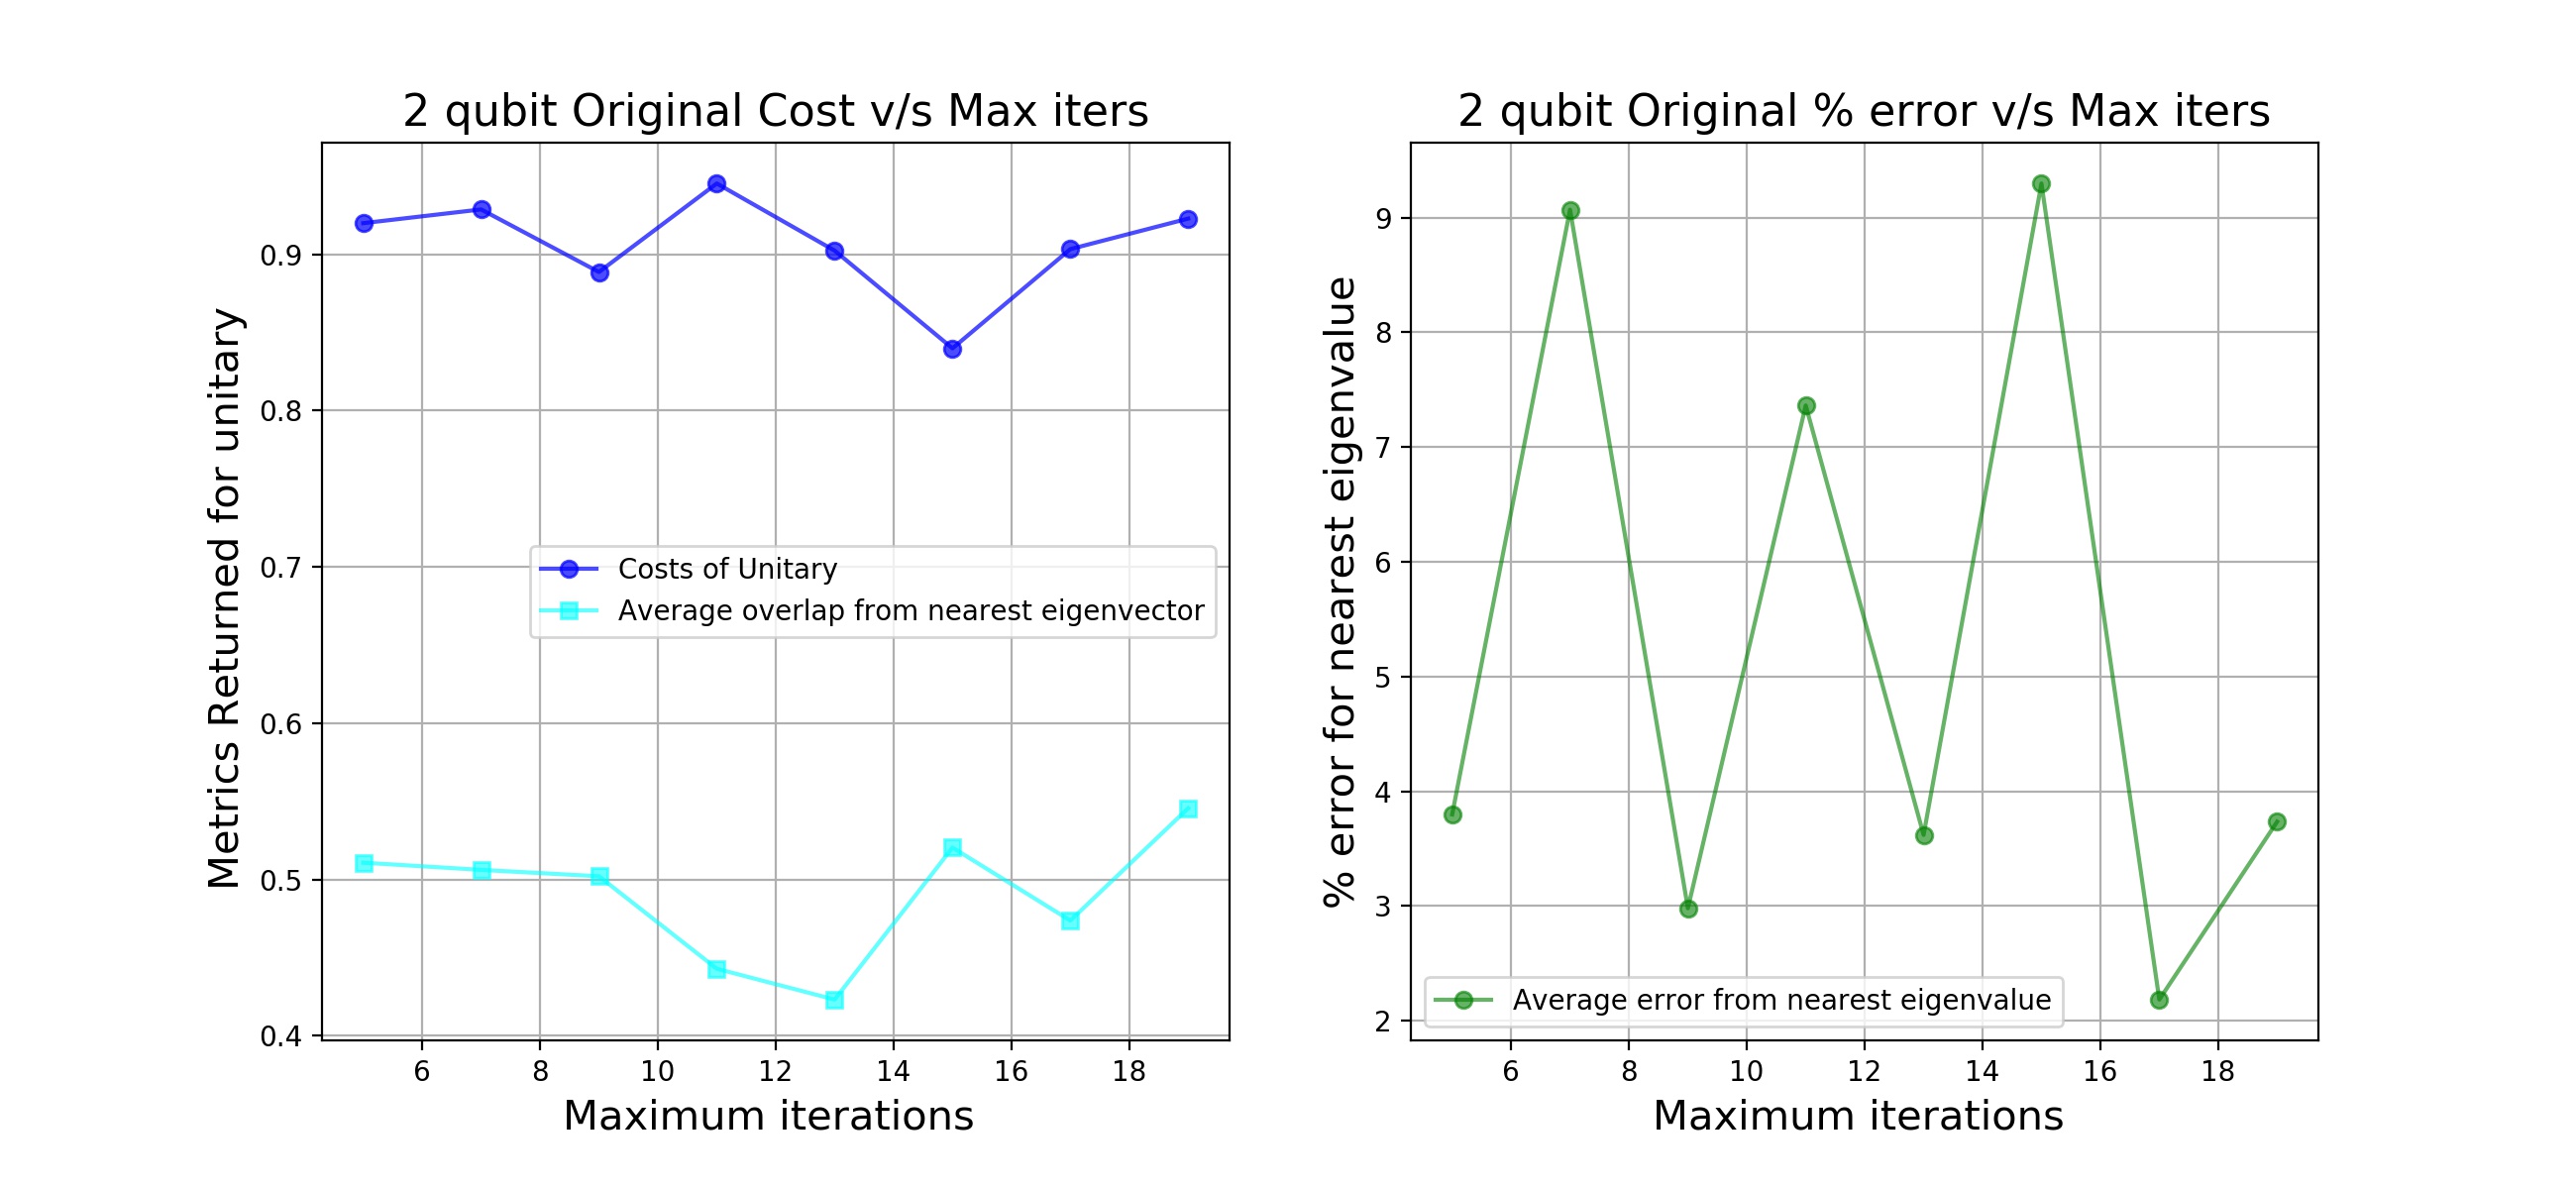 2 qubit Original Cost v/s Max iters
Metrics Returned for unitary
0.9
0.8
0.7
0.6
0.5
0.4
Costs of Unitary
Average overlap from nearest eigenvector
6 8 10 12 14 16 18
Maximum iterations
2 qubit Original % error v/s Max iters
% error for nearest eigenvalue
9
8
7
6
5
4
3
2
Average error from nearest eigenvalue
6 8 10 12 14 16 18
Maximum iterations